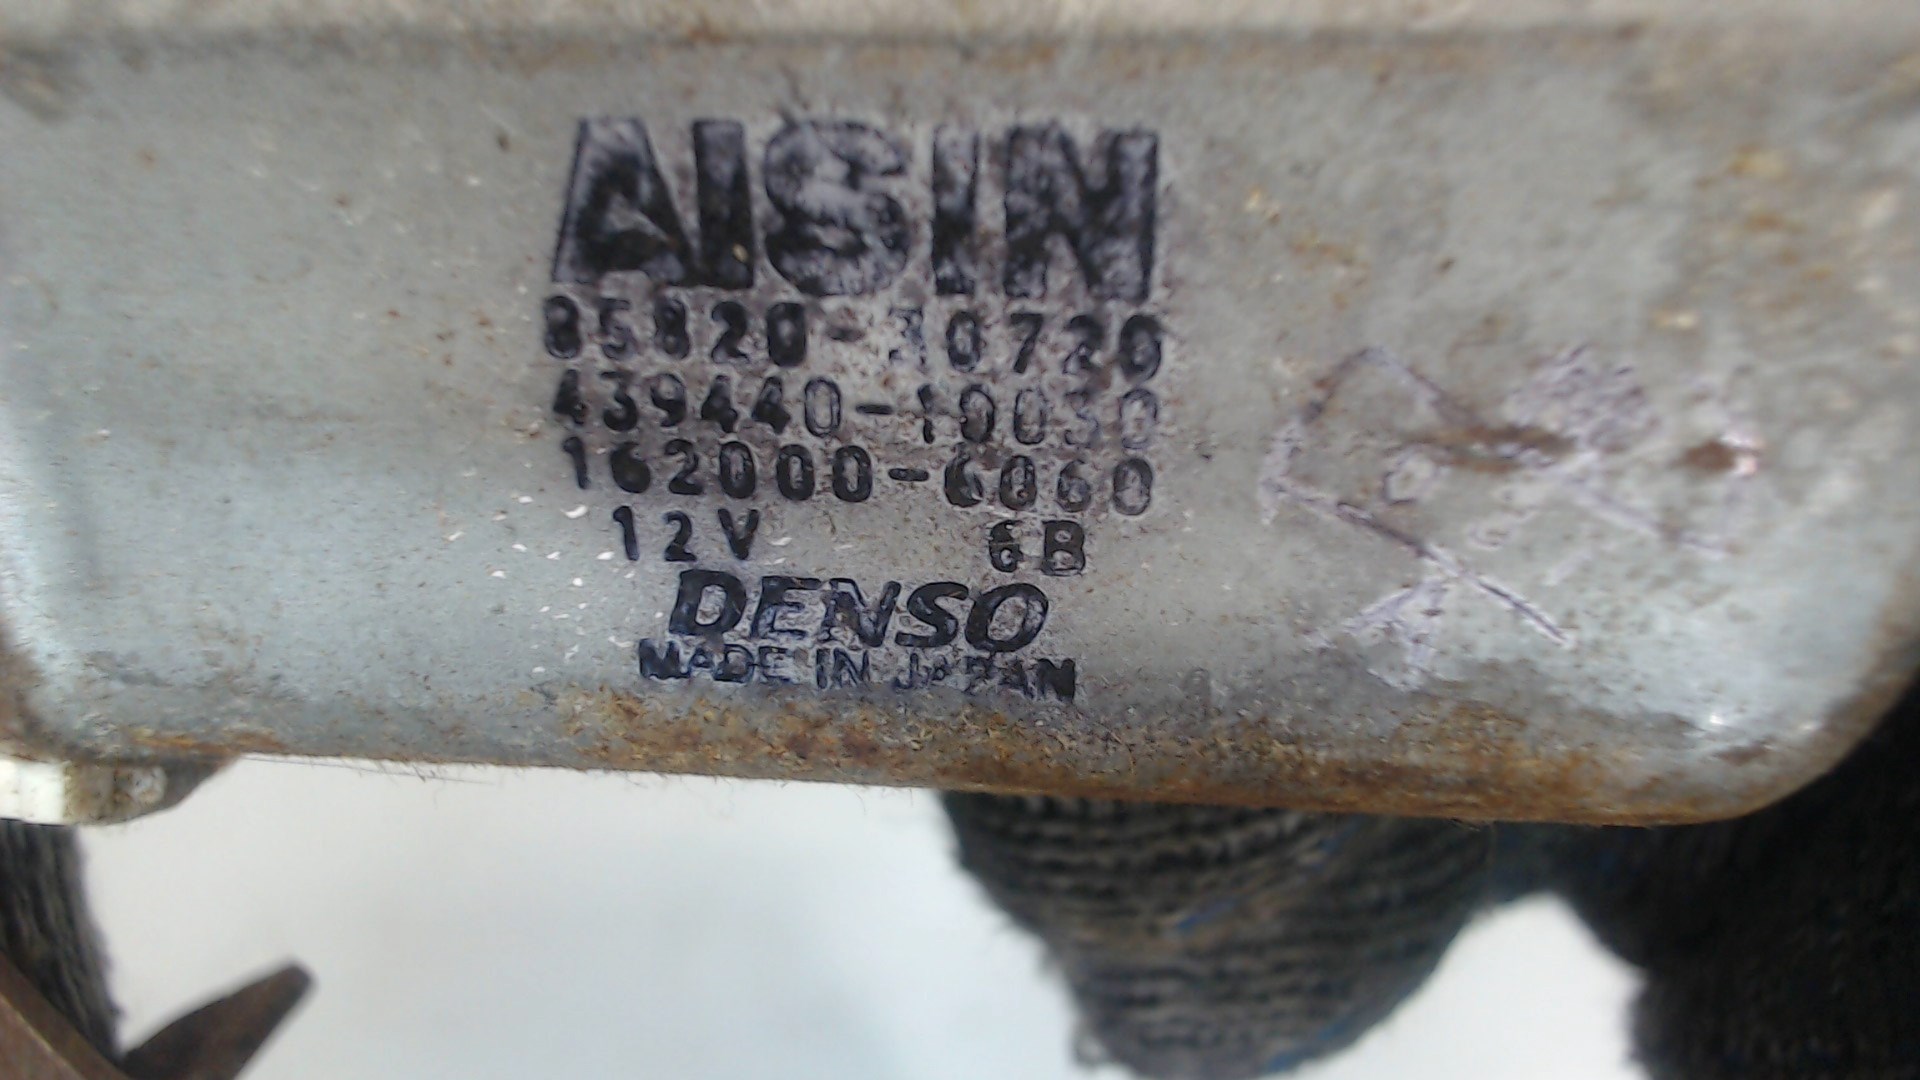 AISIN
85820-30720
439440-10030
162000-6060
12V 6B
DENSO
MADE IN JAPAN